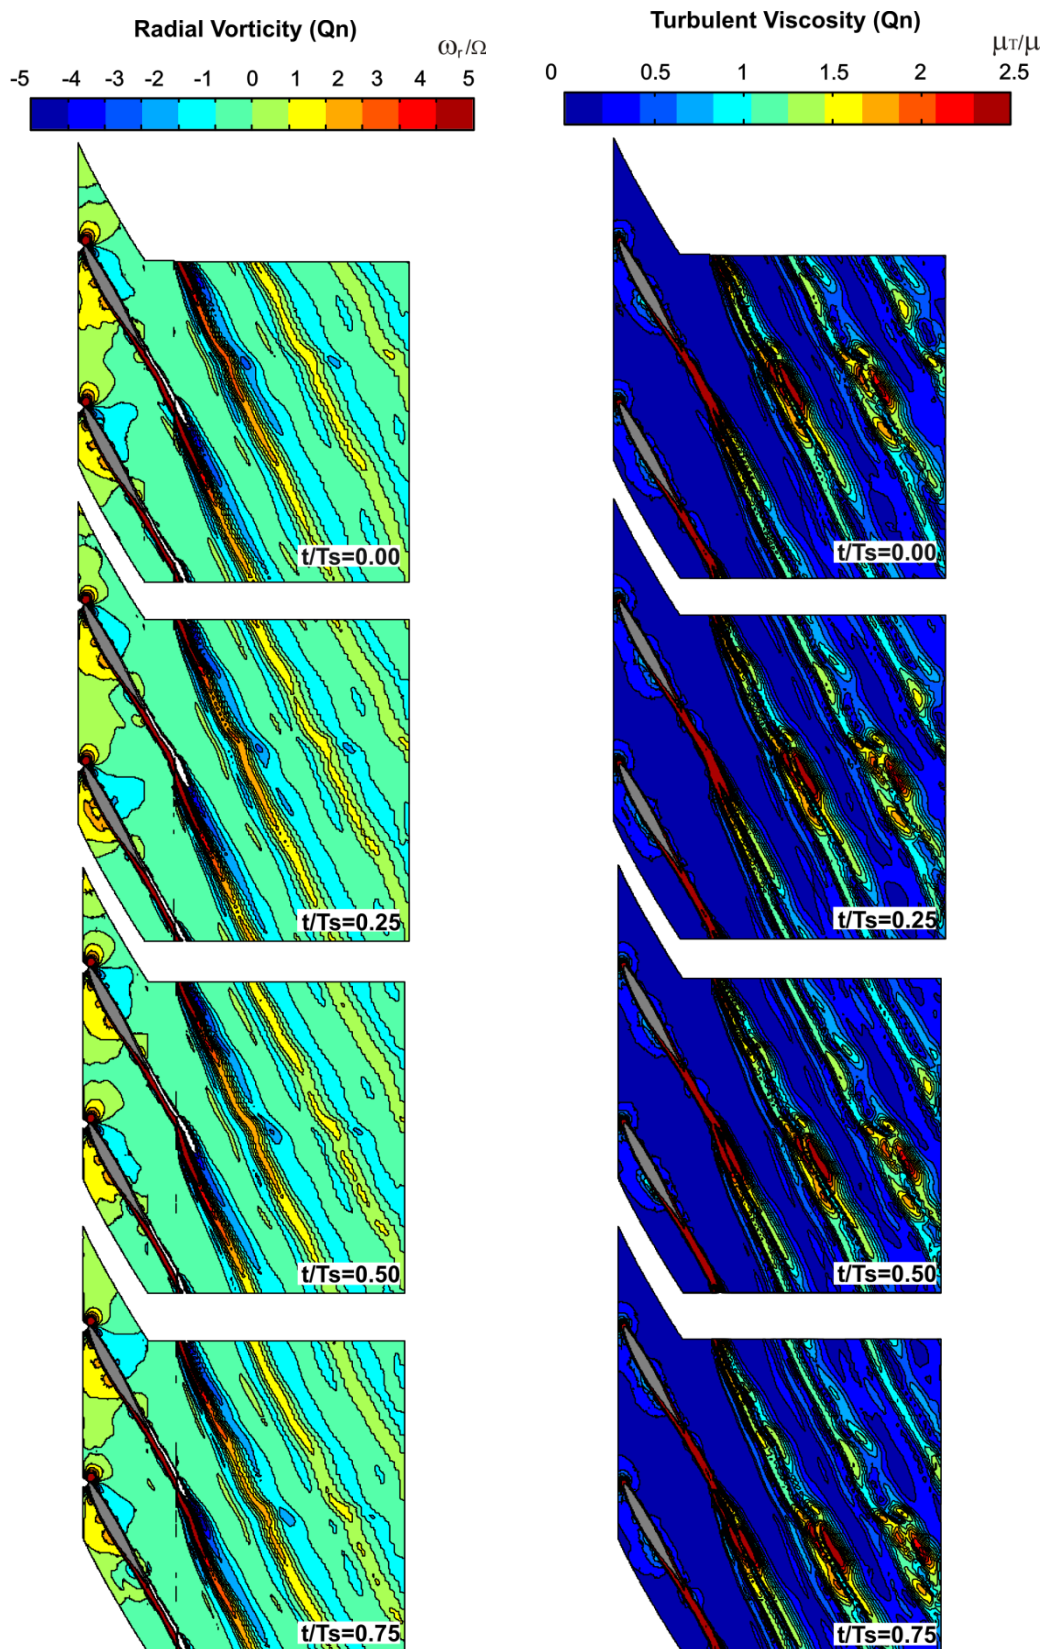 Radial Vorticity (Qn)
ωr/Ω
-5 -4 -3 -2 -1 0 1 2 3 4 5
Turbulent Viscosity (Qn)
μT/μ
0 0.5 1 1.5 2 2.5
t/Ts=0.00
t/Ts=0.00
t/Ts=0.25
t/Ts=0.25
t/Ts=0.50
t/Ts=0.50
t/Ts=0.75
t/Ts=0.75